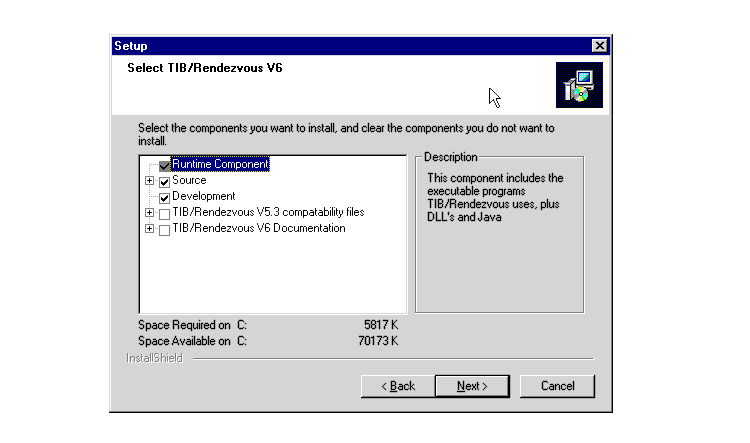 Setup
Select TIB/Rendezvous V6
Select the components you want to install, and clear the components you do not want to
install.
Runtime Component
Source
Development
TIB/Rendezvous V5.3 compatability files
TIB/Rendezvous V6 Documentation
Description
This component includes the
executable programs
TIB/Rendezvous uses, plus
DLL's and Java
Space Required on C: 5817 K
Space Available on C: 70173 K
InstallShield
< Back Next > Cancel